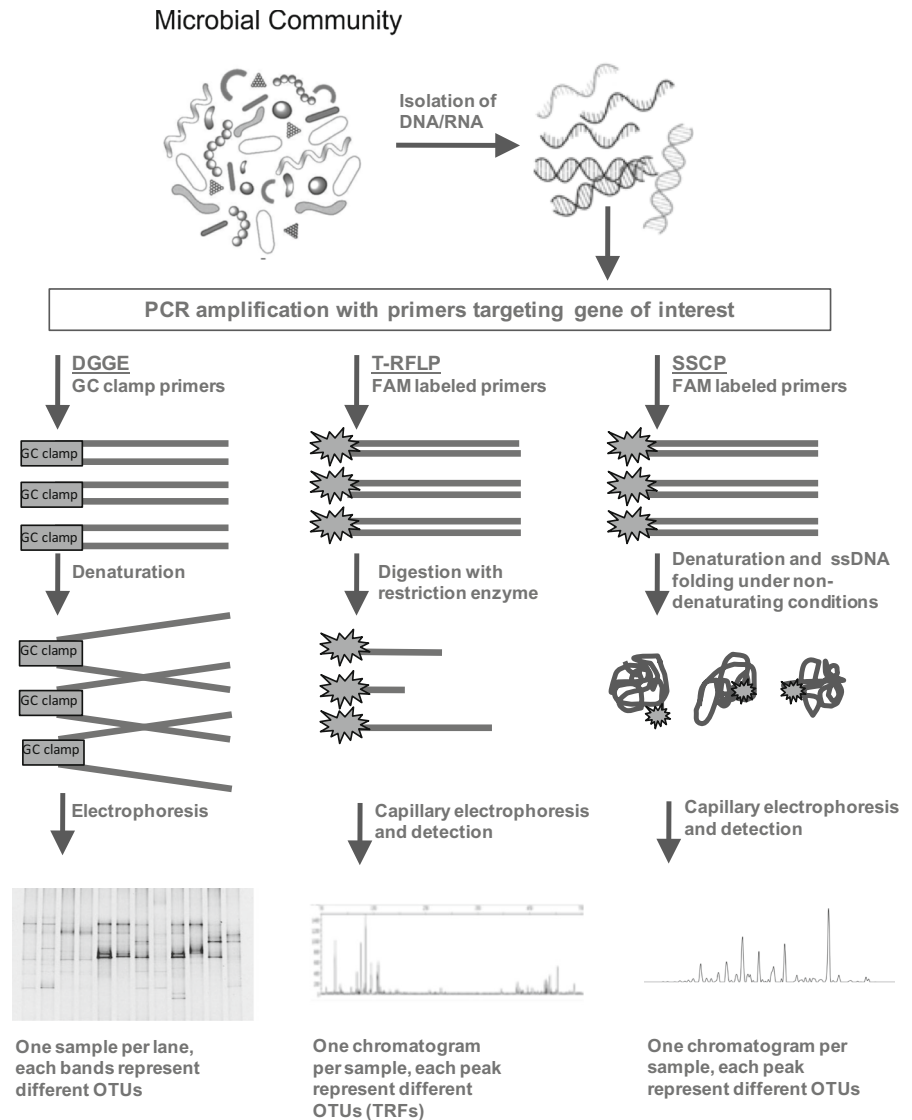 Microbial Community
Isolation of
DNA/RNA
PCR amplification with primers targeting gene of interest
DGGE
GC clamp primers
GC clamp
GC clamp
GC clamp
Denaturation
GC clamp
GC clamp
GC clamp
Electrophoresis
One sample per lane,
each bands represent
different OTUs
T-RFLP
FAM labeled primers
Digestion with
restriction enzyme
Capillary electrophoresis
and detection
One chromatogram
per sample, each peak
represent different
OTUs (TRFs)
SSCP
FAM labeled primers
Denaturation and ssDNA
folding under non-
denaturating conditions
Capillary electrophoresis
and detection
One chromatogram per
sample, each peak
represent different OTUs